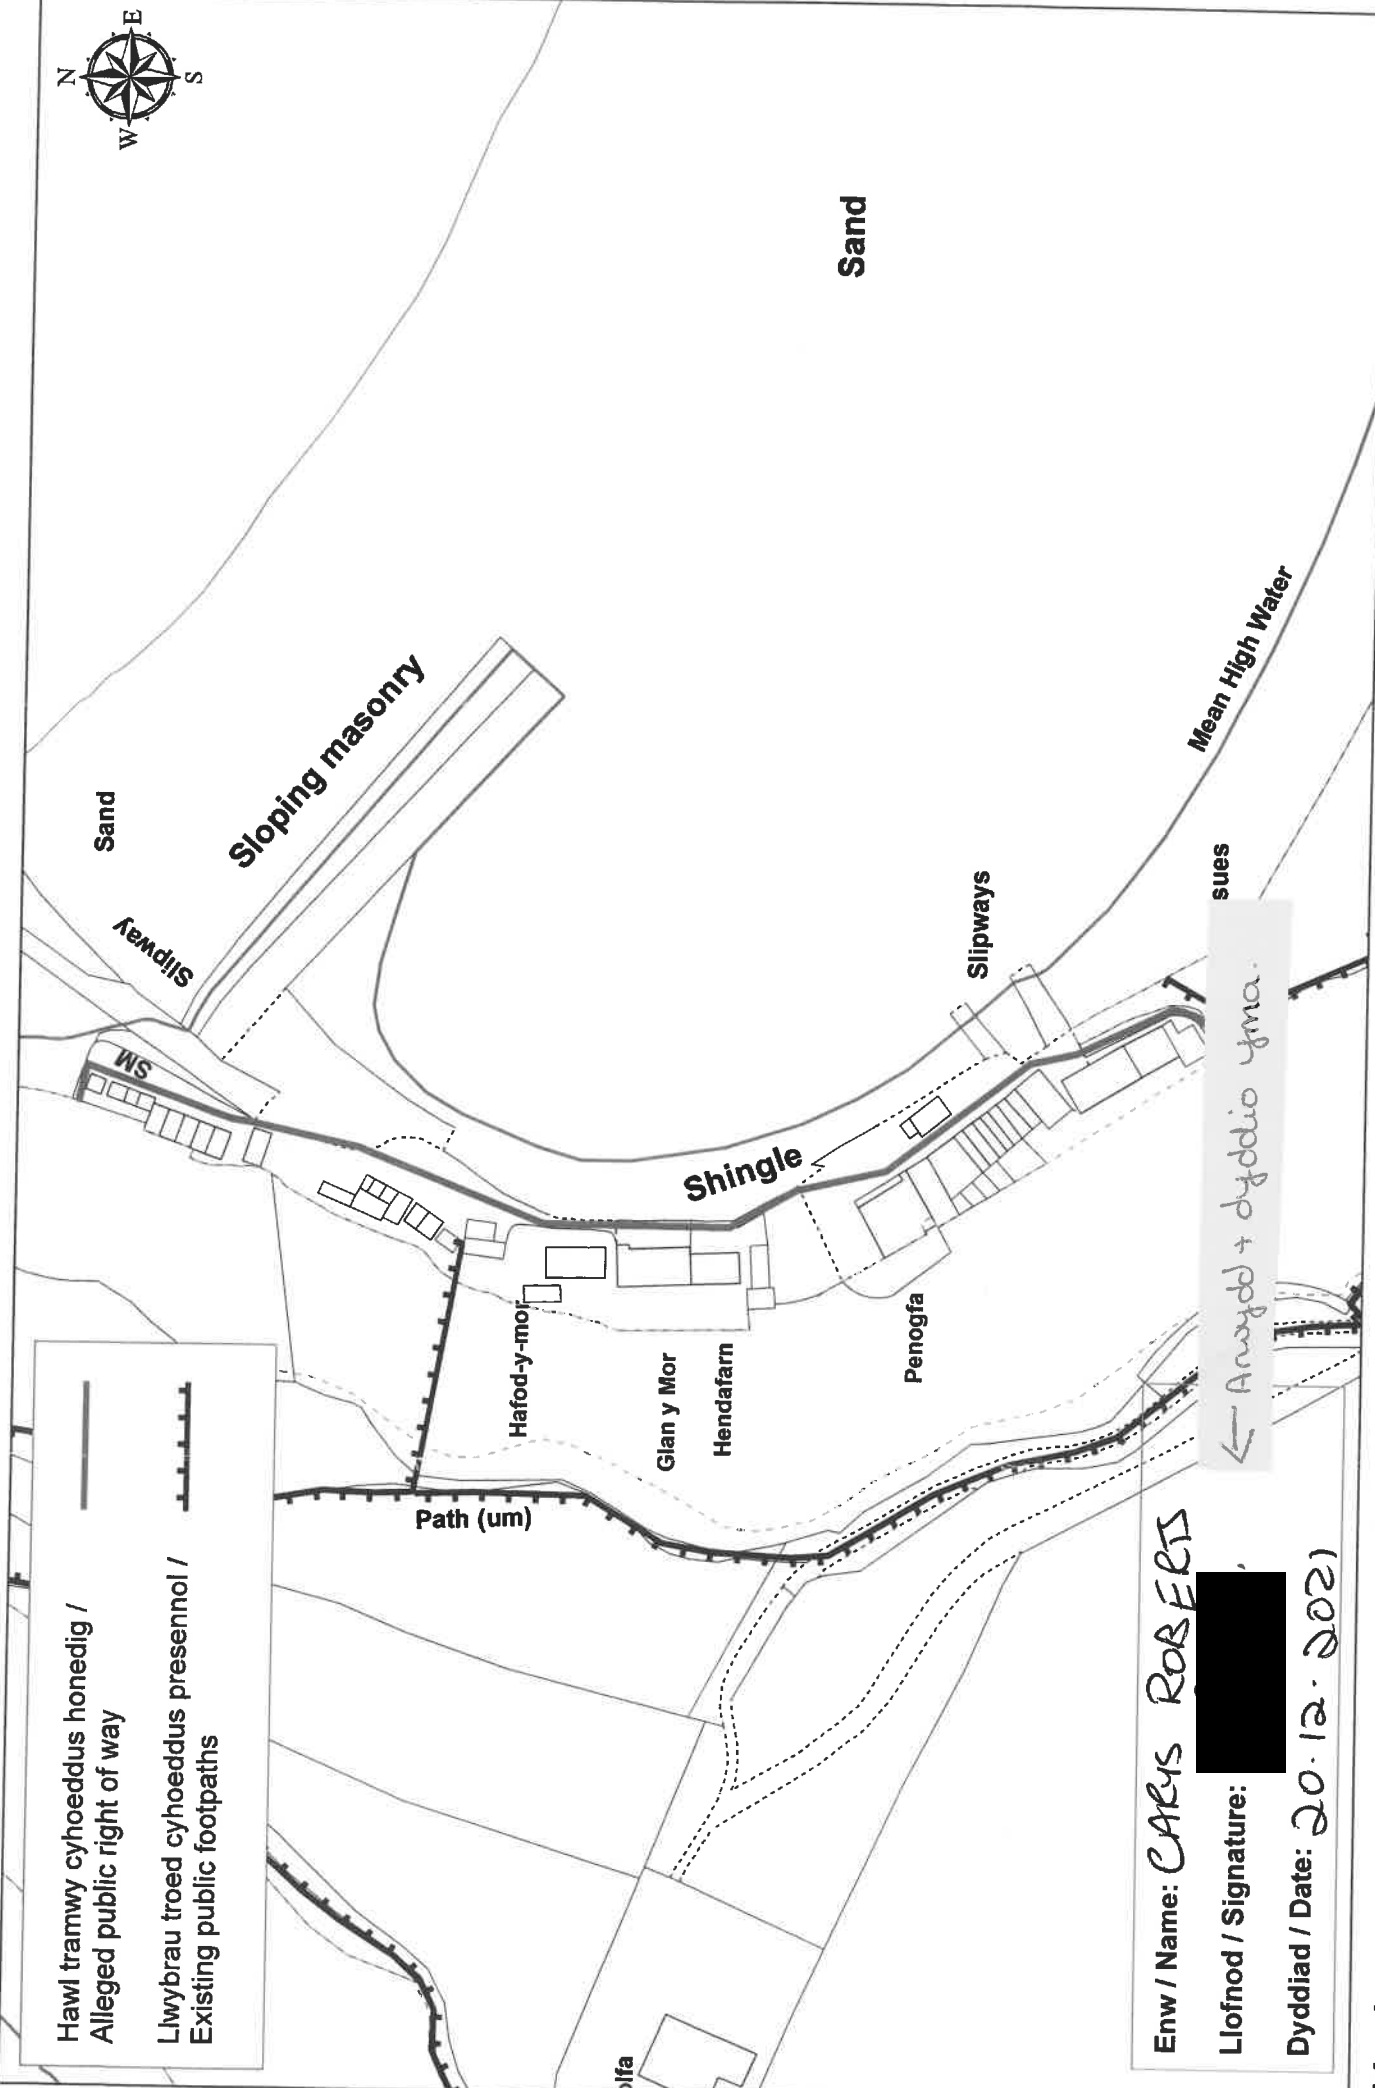 N
E
S
W
Hawl tramwy cyhoeddus honedig /
Alleged public right of way
Llwybrau troed cyhoeddus presennol /
Existing public footpaths
Sand
Slipway
Sloping masonry
SM
Sand
Shingle
Slipways
Mean High Water
sues
Hafod-y-mor
Glan y Mor
Hendafarn
Penogfa
Path (um)
olfa
← Arwydd + dyddio yma.
Enw / Name: CARYS ROBERTS
Llofnod / Signature:
Dyddiad / Date: 20.12.2021